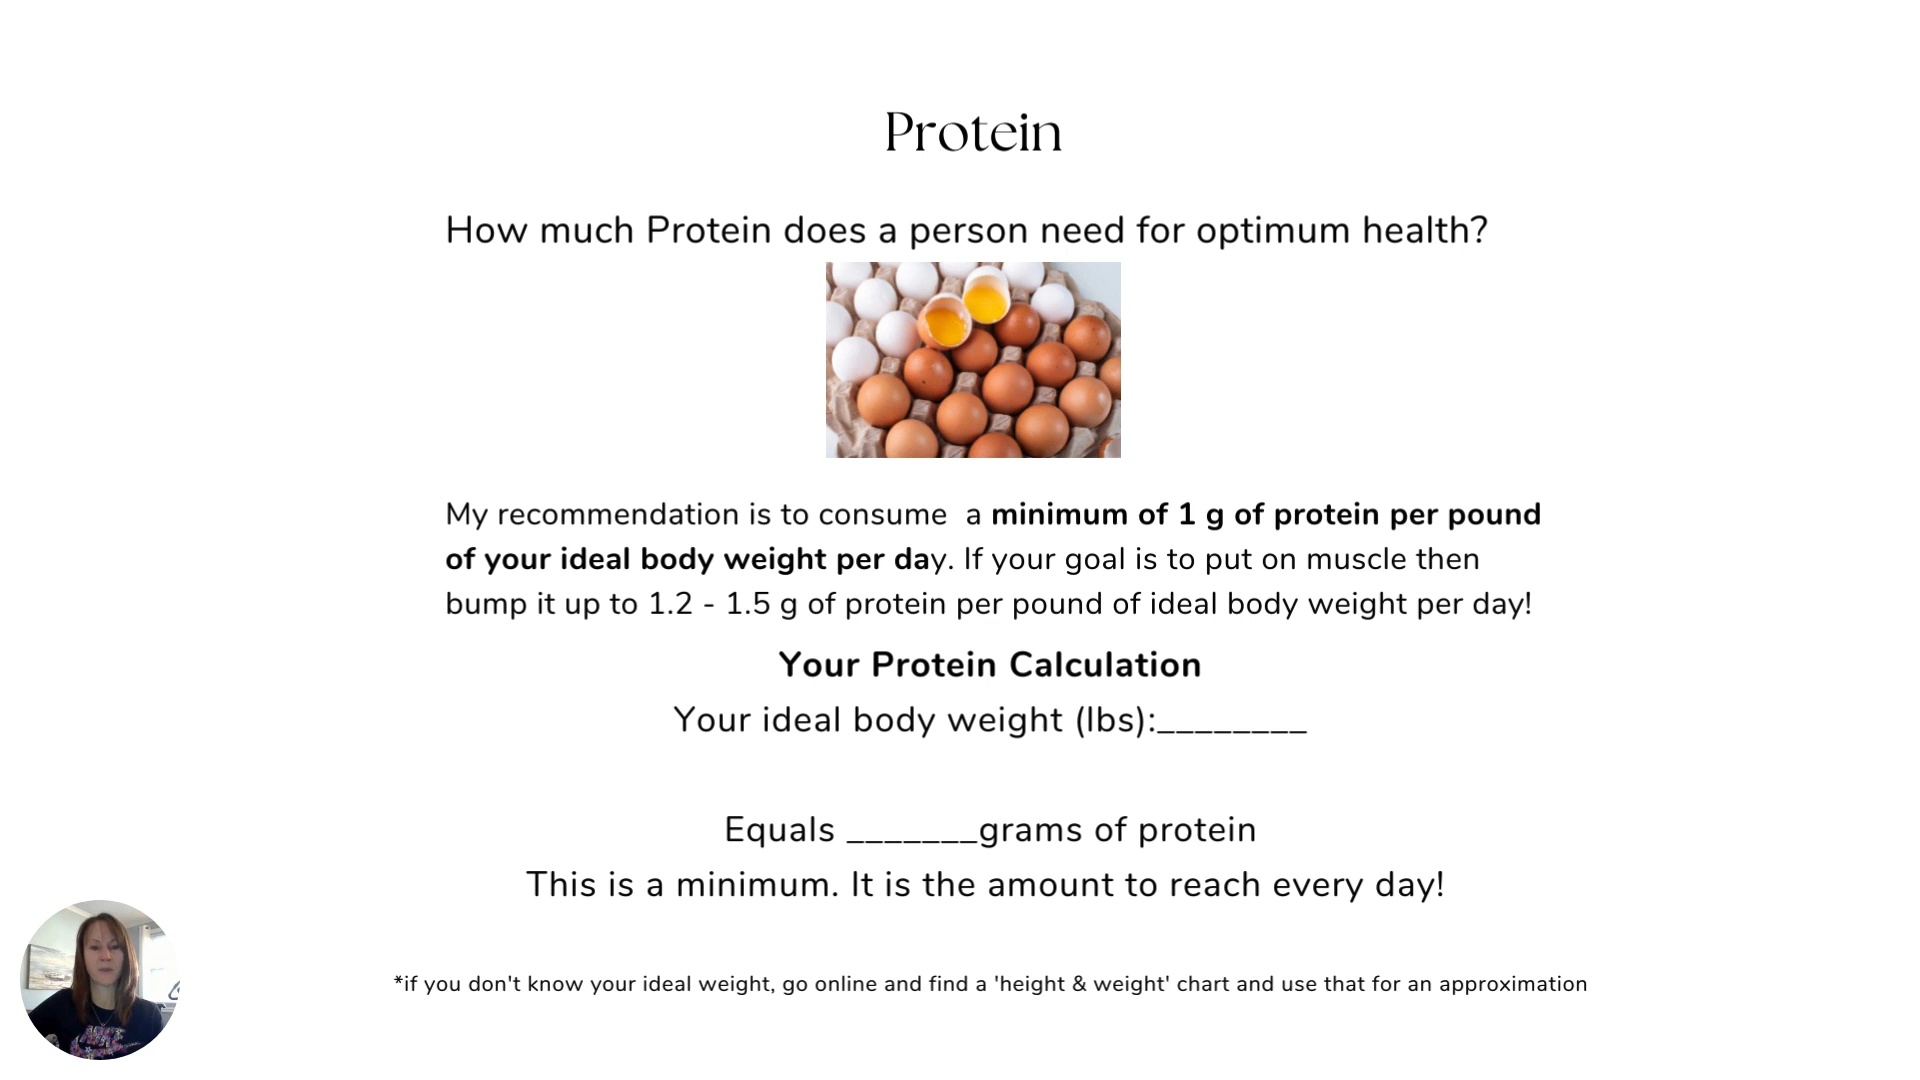 Protein
How much Protein does a person need for optimum health?
My recommendation is to consume  a minimum of 1 g of protein per pound
of your ideal body weight per day. If your goal is to put on muscle then
bump it up to 1.2 - 1.5 g of protein per pound of ideal body weight per day!
Your Protein Calculation
Your ideal body weight (lbs):________
Equals _______grams of protein
This is a minimum. It is the amount to reach every day!
*if you don't know your ideal weight, go online and find a 'height & weight' chart and use that for an approximation